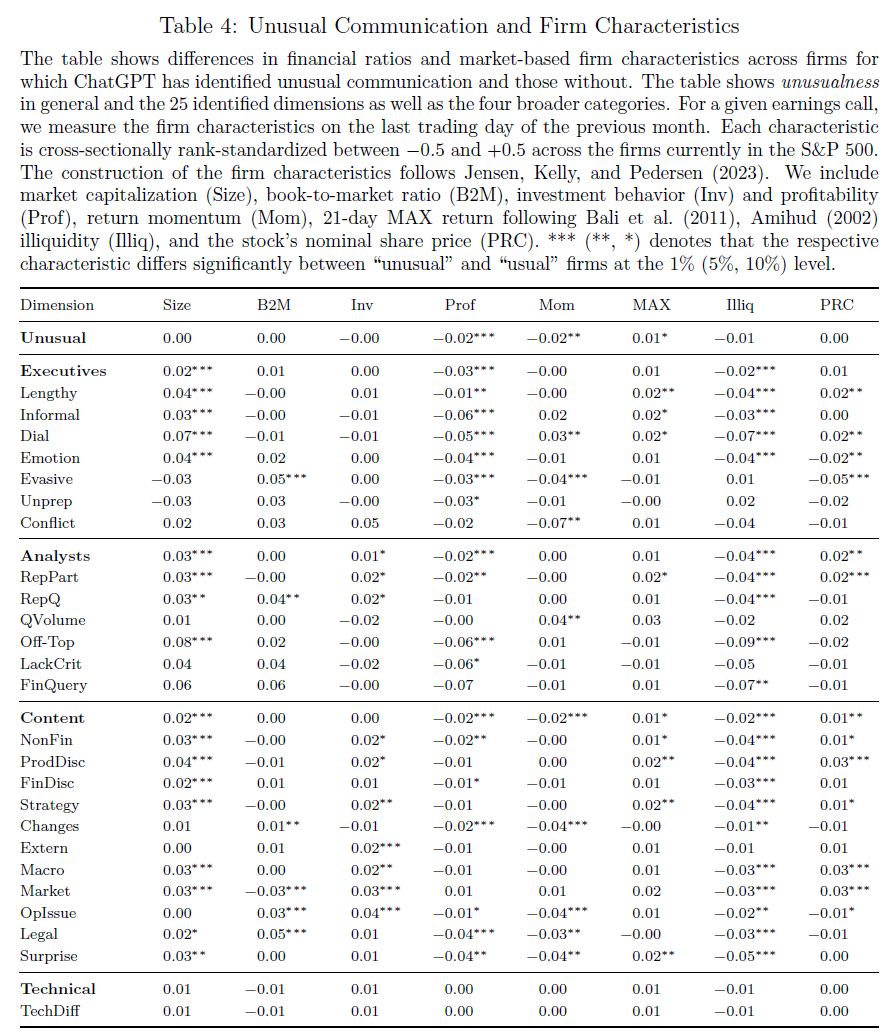 Table 4: Unusual Communication and Firm Characteristics
The table shows differences in financial ratios and market-based firm characteristics across firms for
which ChatGPT has identified unusual communication and those without. The table shows unusualness
in general and the 25 identified dimensions as well as the four broader categories. For a given earnings call,
we measure the firm characteristics on the last trading day of the previous month. Each characteristic
is cross-sectionally rank-standardized between −0.5 and +0.5 across the firms currently in the S&P 500.
The construction of the firm characteristics follows Jensen, Kelly, and Pedersen (2023). We include
market capitalization (Size), book-to-market ratio (B2M), investment behavior (Inv) and profitability
(Prof), return momentum (Mom), 21-day MAX return following Bali et al. (2011), Amihud (2002)
illiquidity (Illiq), and the stock's nominal share price (PRC). *** (**, *) denotes that the respective
characteristic differs significantly between “unusual” and “usual” firms at the 1% (5%, 10%) level.
Dimension Size B2M Inv Prof Mom MAX Illiq PRC
Unusual 0.00 0.00 −0.00 −0.02*** −0.02** 0.01* −0.01 0.00
Executives 0.02*** 0.01 0.00 −0.03*** −0.00 0.01 −0.02*** 0.01
Lengthy 0.04*** −0.00 0.01 −0.01** −0.00 0.02** −0.04*** 0.02**
Informal 0.03*** −0.00 −0.01 −0.06*** 0.02 0.02* −0.03*** 0.00
Dial 0.07*** −0.01 −0.01 −0.05*** 0.03** 0.02* −0.07*** 0.02**
Emotion 0.04*** 0.02 0.00 −0.04*** −0.01 0.01 −0.04*** −0.02**
Evasive −0.03 0.05*** 0.00 −0.03*** −0.04*** −0.01 0.01 −0.05***
Unprep −0.03 0.03 −0.00 −0.03* −0.01 −0.00 0.02 −0.02
Conflict 0.02 0.03 0.05 −0.02 −0.07** 0.01 −0.04 −0.01
Analysts 0.03*** 0.00 0.01* −0.02*** 0.00 0.01 −0.04*** 0.02**
RepPart 0.03*** −0.00 0.02* −0.02** −0.00 0.02* −0.04*** 0.02***
RepQ 0.03** 0.04** 0.02* −0.01 0.00 0.01 −0.04*** −0.01
QVolume 0.01 0.00 −0.02 −0.00 0.04** 0.03 −0.02 0.02
Off-Top 0.08*** 0.02 −0.00 −0.06*** 0.01 −0.01 −0.09*** −0.02
LackCrit 0.04 0.04 −0.02 −0.06* −0.01 −0.01 −0.05 −0.01
FinQuery 0.06 0.06 −0.00 −0.07 −0.01 0.01 −0.07** −0.01
Content 0.02*** 0.00 0.00 −0.02*** −0.02*** 0.01* −0.02*** 0.01**
NonFin 0.03*** −0.00 0.02* −0.02** −0.00 0.01* −0.04*** 0.01*
ProdDisc 0.04*** −0.01 0.02* −0.01 0.00 0.02** −0.04*** 0.03***
FinDisc 0.02*** 0.01 0.01 −0.01* −0.01 0.01 −0.03*** 0.01
Strategy 0.03*** −0.00 0.02** −0.01 −0.00 0.02** −0.04*** 0.01*
Changes 0.01 0.01** −0.01 −0.02*** −0.04*** −0.00 −0.01** −0.01
Extern 0.00 0.01 0.02*** −0.01 −0.00 0.01 −0.01 0.01
Macro 0.03*** 0.00 0.02** −0.01 −0.00 0.01 −0.03*** 0.03***
Market 0.03*** −0.03*** 0.03*** 0.01 0.01 0.02 −0.03*** 0.03***
OpIssue 0.00 0.03*** 0.04*** −0.01* −0.04*** 0.01 −0.02** −0.01*
Legal 0.02* 0.05*** 0.01 −0.04*** −0.03** −0.00 −0.03*** −0.01
Surprise 0.03** 0.00 0.01 −0.04** −0.04** 0.02** −0.05*** 0.00
Technical 0.01 −0.01 0.01 0.00 0.00 0.01 −0.01 0.00
TechDiff 0.01 −0.01 0.01 0.00 0.00 0.01 −0.01 0.00